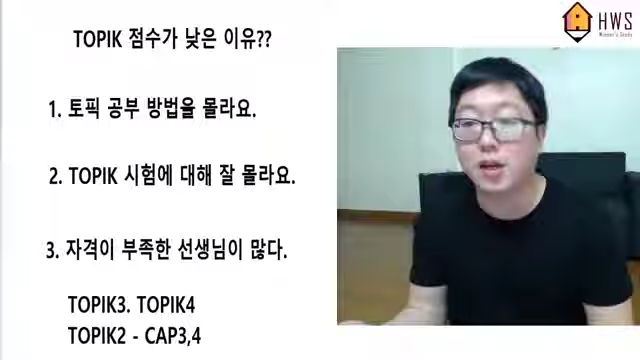 TOPIK 점수가 낮은 이유??
HWS
Winner's Study
1. 토픽 공부 방법을 몰라요.
2. TOPIK 시험에 대해 잘 몰라요.
3. 자격이 부족한 선생님이 많다.
TOPIK3. TOPIK4
TOPIK2 - CAP3,4